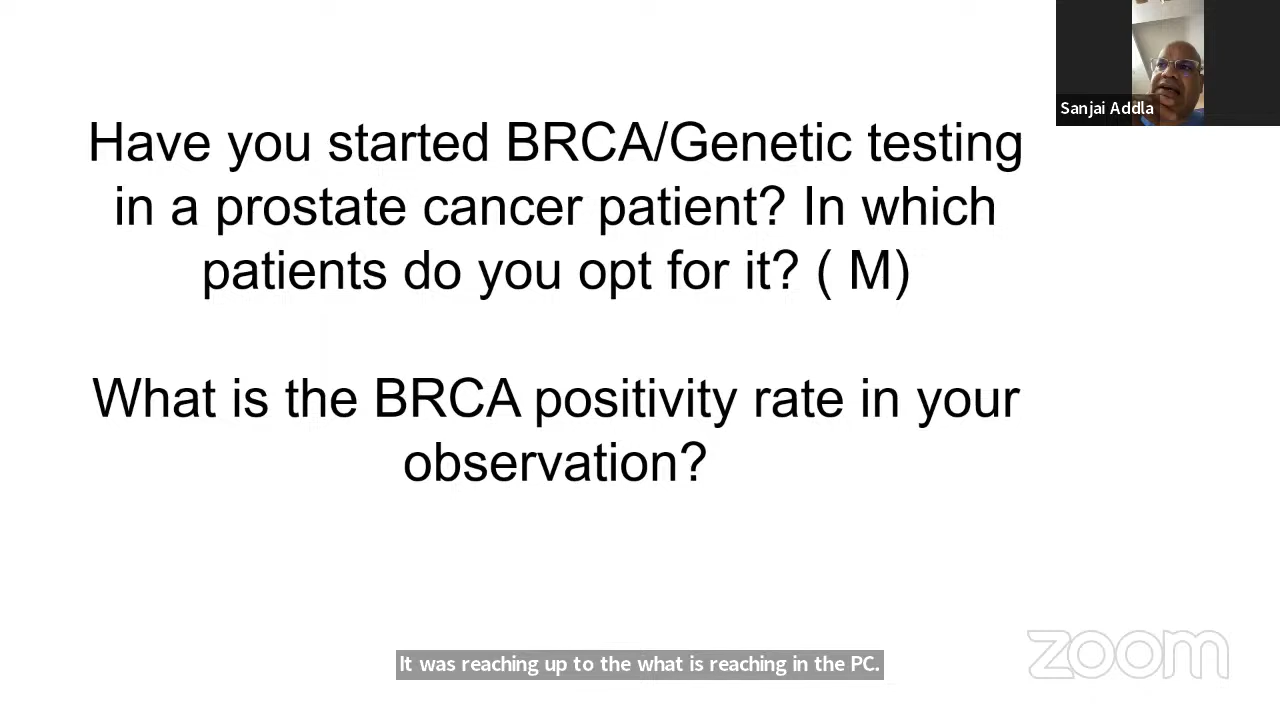 Sanjai Addla
Have you started BRCA/Genetic testing
in a prostate cancer patient? In which
patients do you opt for it? ( M)
What is the BRCA positivity rate in your
observation?
zoom
It was reaching up to the what is reaching in the PC.